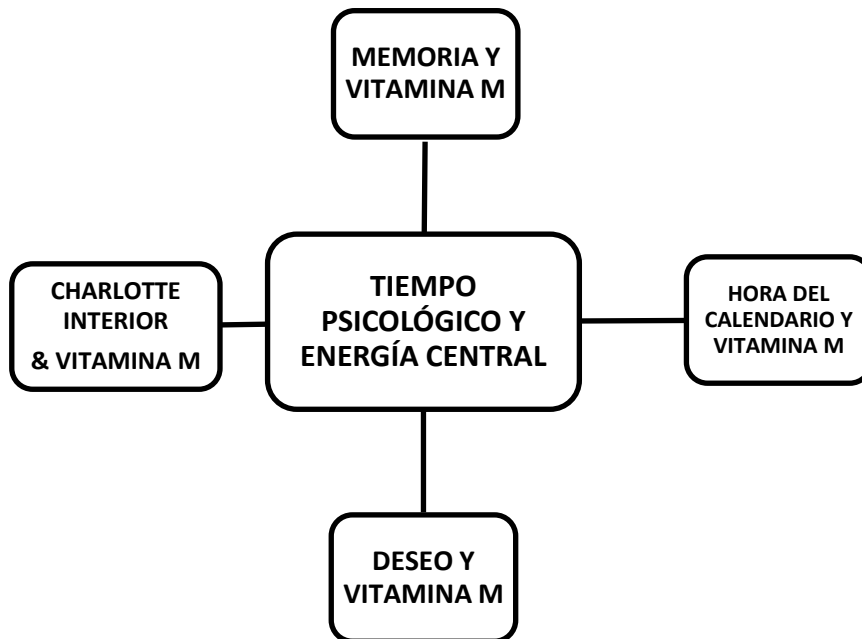 MEMORIA Y
VITAMINA M
CHARLOTTE
INTERIOR
& VITAMINA M
TIEMPO
PSICOLÓGICO Y
ENERGÍA CENTRAL
HORA DEL
CALENDARIO Y
VITAMINA M
DESEO Y
VITAMINA M